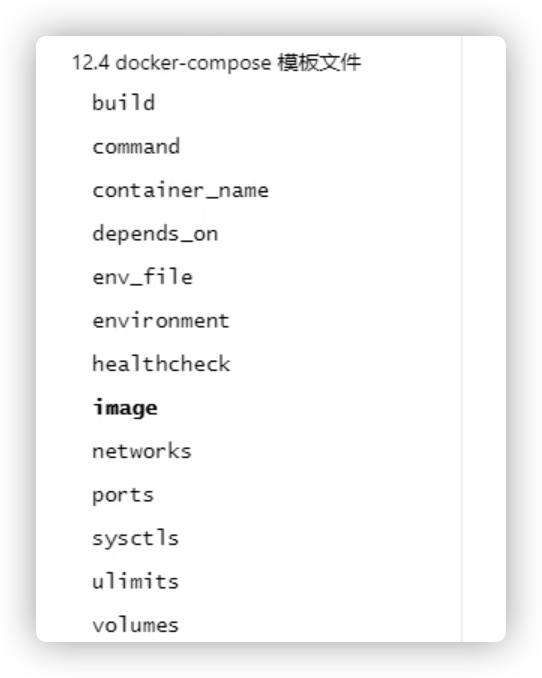 12.4 docker-compose 模板文件
build
command
container_name
depends_on
env_file
environment
healthcheck
image
networks
ports
sysctls
ulimits
volumes